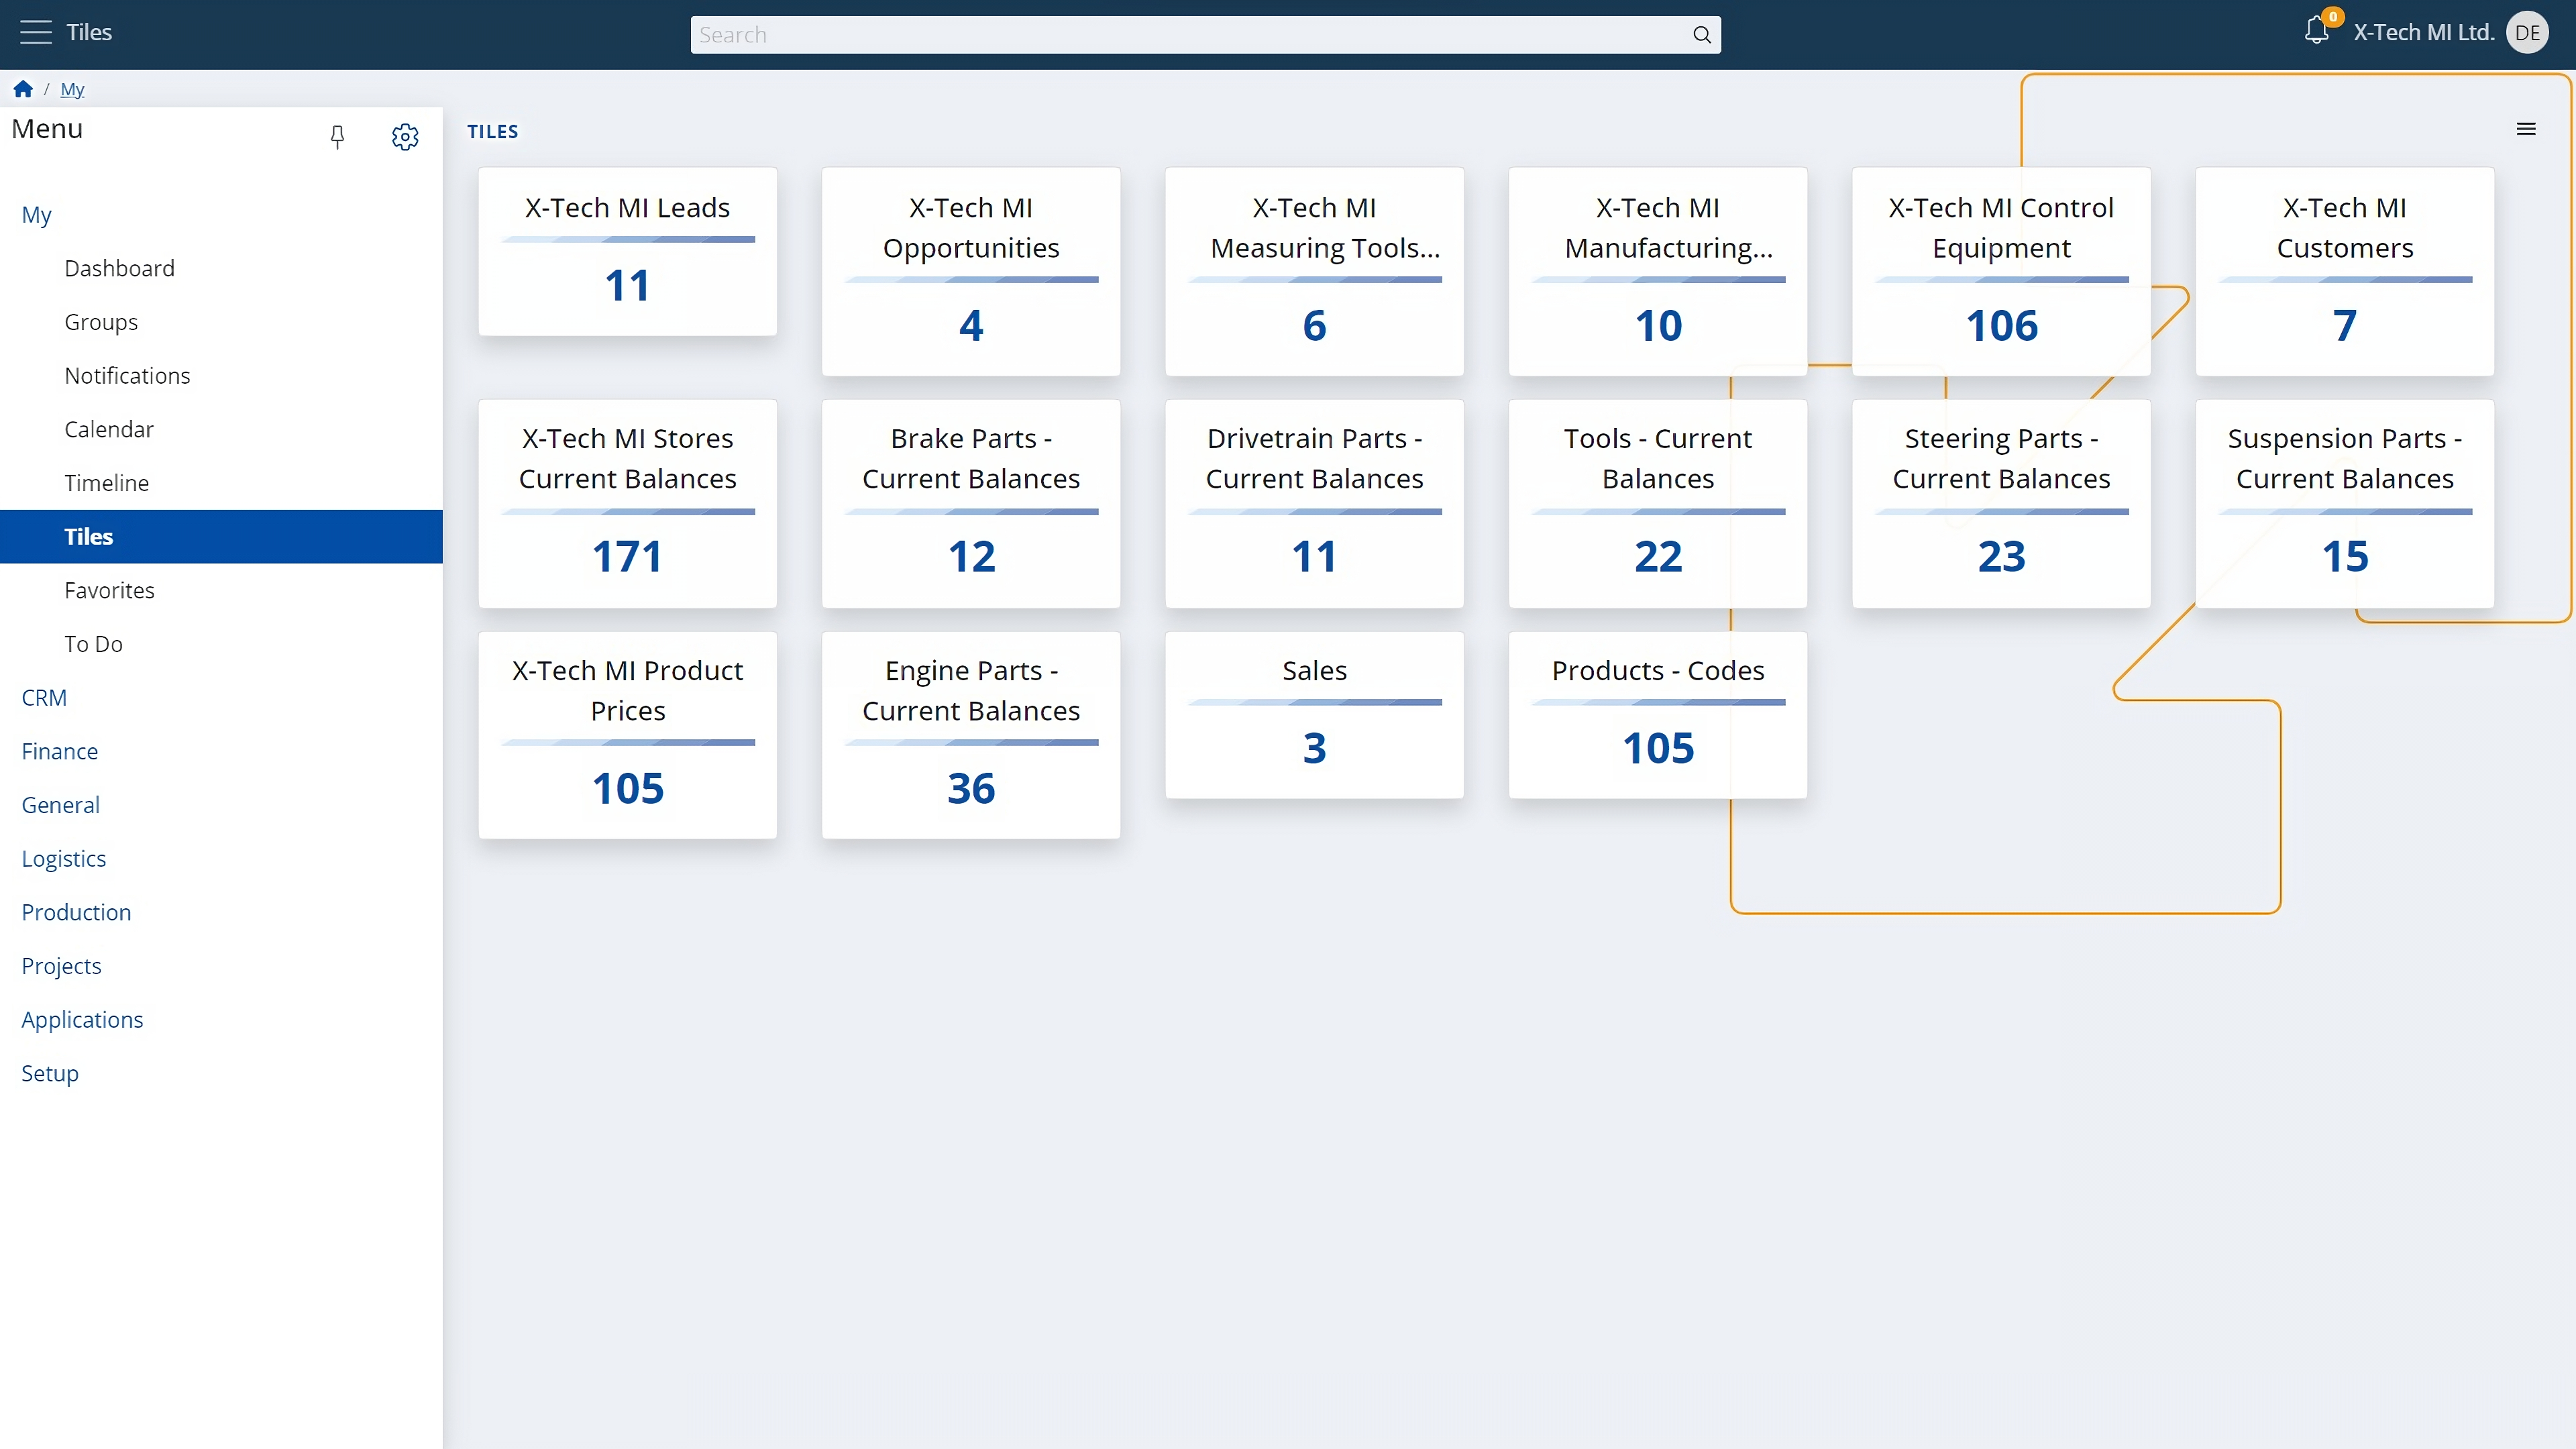 Tiles
Search
0
X-Tech MI Ltd.
DE
/ My
Menu
My
Dashboard
Groups
Notifications
Calendar
Timeline
Tiles
Favorites
To Do
CRM
Finance
General
Logistics
Production
Projects
Applications
Setup
TILES
X-Tech MI Leads
11
X-Tech MI
Opportunities
4
X-Tech MI
Measuring Tools...
6
X-Tech MI
Manufacturing...
10
X-Tech MI Control
Equipment
106
X-Tech MI
Customers
7
X-Tech MI Stores
Current Balances
171
Brake Parts -
Current Balances
12
Drivetrain Parts -
Current Balances
11
Tools - Current
Balances
22
Steering Parts -
Current Balances
23
Suspension Parts -
Current Balances
15
X-Tech MI Product
Prices
105
Engine Parts -
Current Balances
36
Sales
3
Products - Codes
105